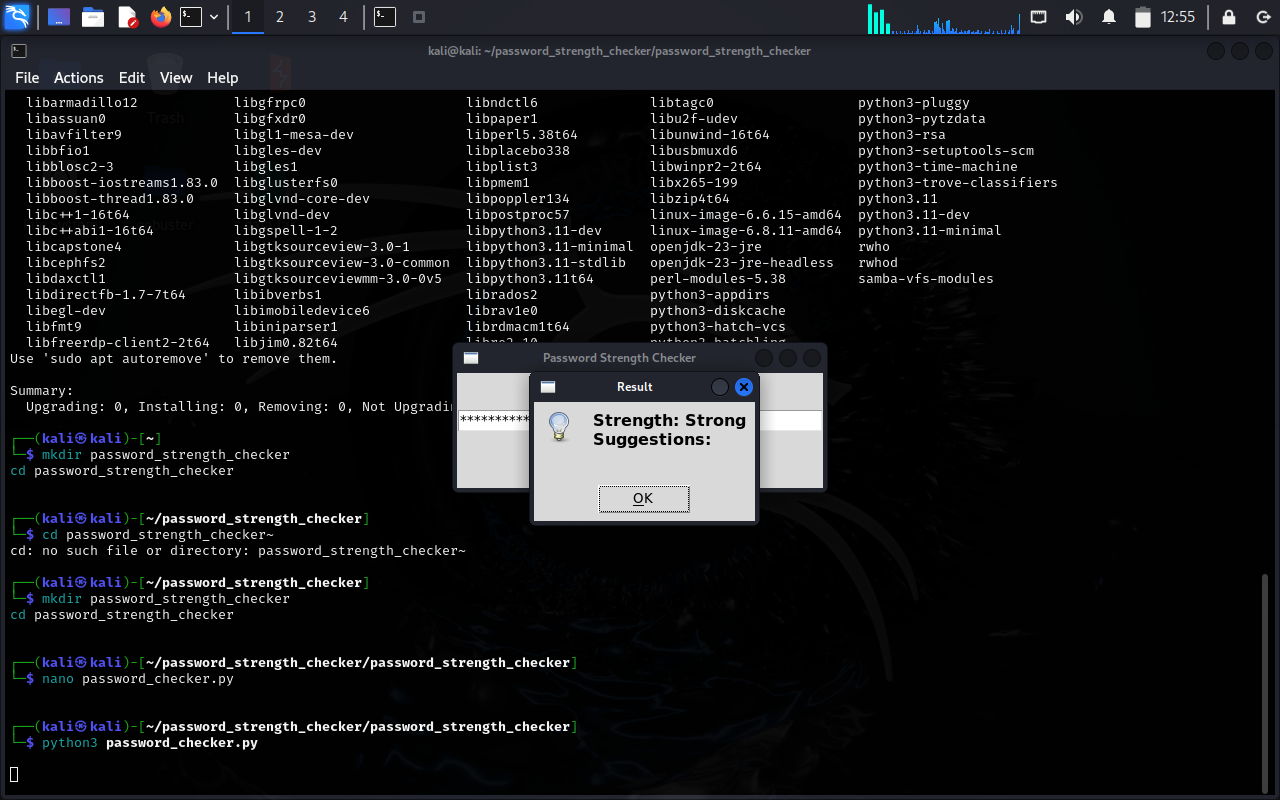 1 2 3 4 12:55
kali@kali: ~/password_strength_checker/password_strength_checker
File Actions Edit View Help
Trash
libarmadillo12 libgfrpc0 libndctl6 libtagc0 python3-pluggy
libassuan0 libgfxdr0 libpaper1 libu2f-udev python3-pytzdata
libavfilter9 libgl1-mesa-dev libperl5.38t64 libunwind-16t64 python3-rsa
libbfio1 libgles-dev libplacebo338 libusbmuxd6 python3-setuptools-scm
libblosc2-3 libgles1 libplist3 libwinpr2-2t64 python3-time-machine
libboost-iostreams1.83.0 libglusterfs0 libpmem1 libx265-199 python3-trove-classifiers
libboost-thread1.83.0 libglvnd-core-dev libpoppler134 libzip4t64 python3.11
libc++1-16t64 libglvnd-dev libpostproc57 linux-image-6.6.15-amd64 python3.11-dev
libc++abi1-16t64 libgspell-1-2 libpython3.11-dev linux-image-6.8.11-amd64 python3.11-minimal
libcapstone4 libgtksourceview-3.0-1 libpython3.11-minimal openjdk-23-jre rwho
libcephfs2 libgtksourceview-3.0-common libpython3.11-stdlib openjdk-23-jre-headless rwhod
libdaxctl1 libgtksourceviewmm-3.0-0v5 libpython3.11t64 perl-modules-5.38 samba-vfs-modules
libdirectfb-1.7-7t64 libibverbs1 librados2 python3-appdirs
libegl-dev libimobiledevice6 librav1e0 python3-diskcache
libfmt9 libiniparser1 librdmacm1t64 python3-hatch-vcs
libfreerdp-client2-2t64 libjim0.82t64
Use 'sudo apt autoremove' to remove them.
Summary:
Upgrading: 0, Installing: 0, Removing: 0, Not Upgradin
┌──(kali㉿kali)-[~]
└─$ mkdir password_strength_checker
cd password_strength_checker
┌──(kali㉿kali)-[~/password_strength_checker]
└─$ cd password_strength_checker~
cd: no such file or directory: password_strength_checker~
┌──(kali㉿kali)-[~/password_strength_checker]
└─$ mkdir password_strength_checker
cd password_strength_checker
┌──(kali㉿kali)-[~/password_strength_checker/password_strength_checker]
└─$ nano password_checker.py
┌──(kali㉿kali)-[~/password_strength_checker/password_strength_checker]
└─$ python3 password_checker.py
Password Strength Checker
**********
Result
Strength: Strong
Suggestions:
OK